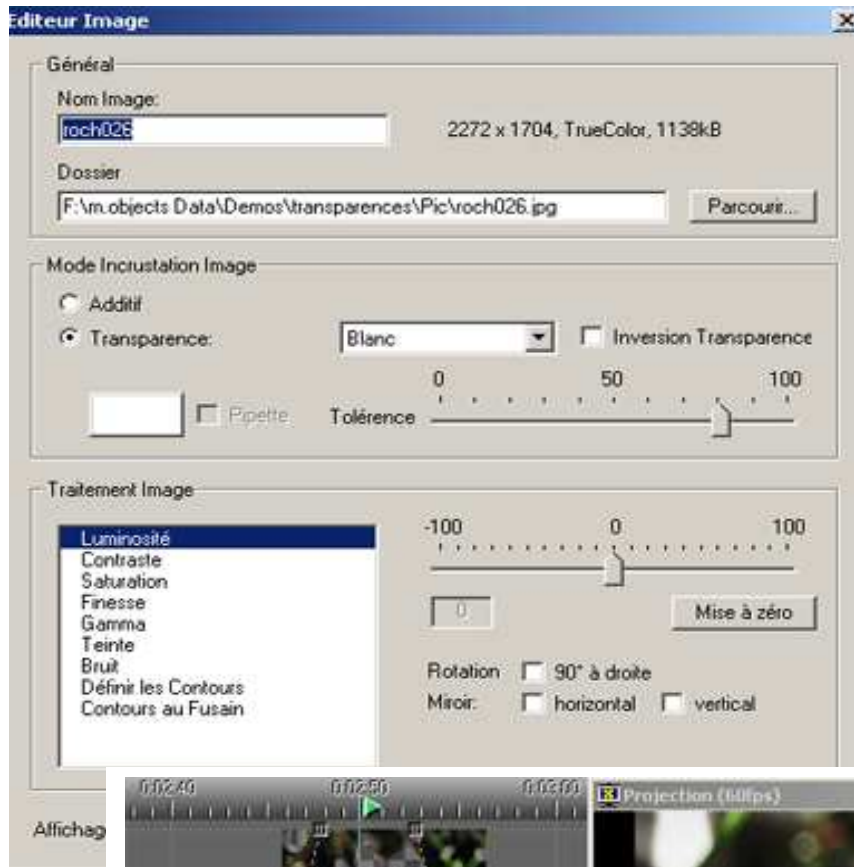 Editeur Image
Général
Nom Image:
roch026
2272 x 1704, TrueColor, 1138kB
Dossier
F:\m.objects Data\Demos\transparences\Pic\roch026.jpg
Parcourir...
Mode Incrustation Image
Additif
Transparence:
Blanc
Inversion Transparence
0 50 100
Pipette
Tolérence
Traitement Image
Luminosité
Contraste
Saturation
Finesse
Gamma
Teinte
Bruit
Définir les Contours
Contours au Fusain
-100 0 100
0
Mise à zéro
Rotation
90° à droite
Miroir:
horizontal
vertical
Affichag
0:02:40 0:02:50 0:03:00
Projection (60fps)